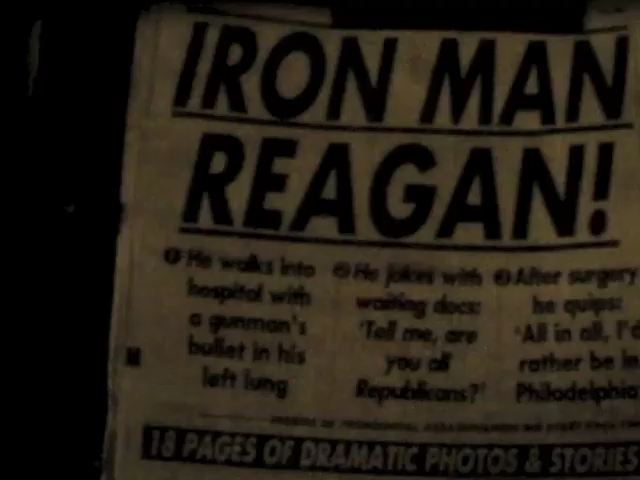 IRON MAN
REAGAN!
He walks into
hospital with
a gunman's
bullet in his
left lung
He jokes with
waiting docs:
'Tell me, are
you all
Republicans?'
After surgery
he quips:
'All in all, I'd
rather be in
Philadelphia
18 PAGES OF DRAMATIC PHOTOS & STORIES